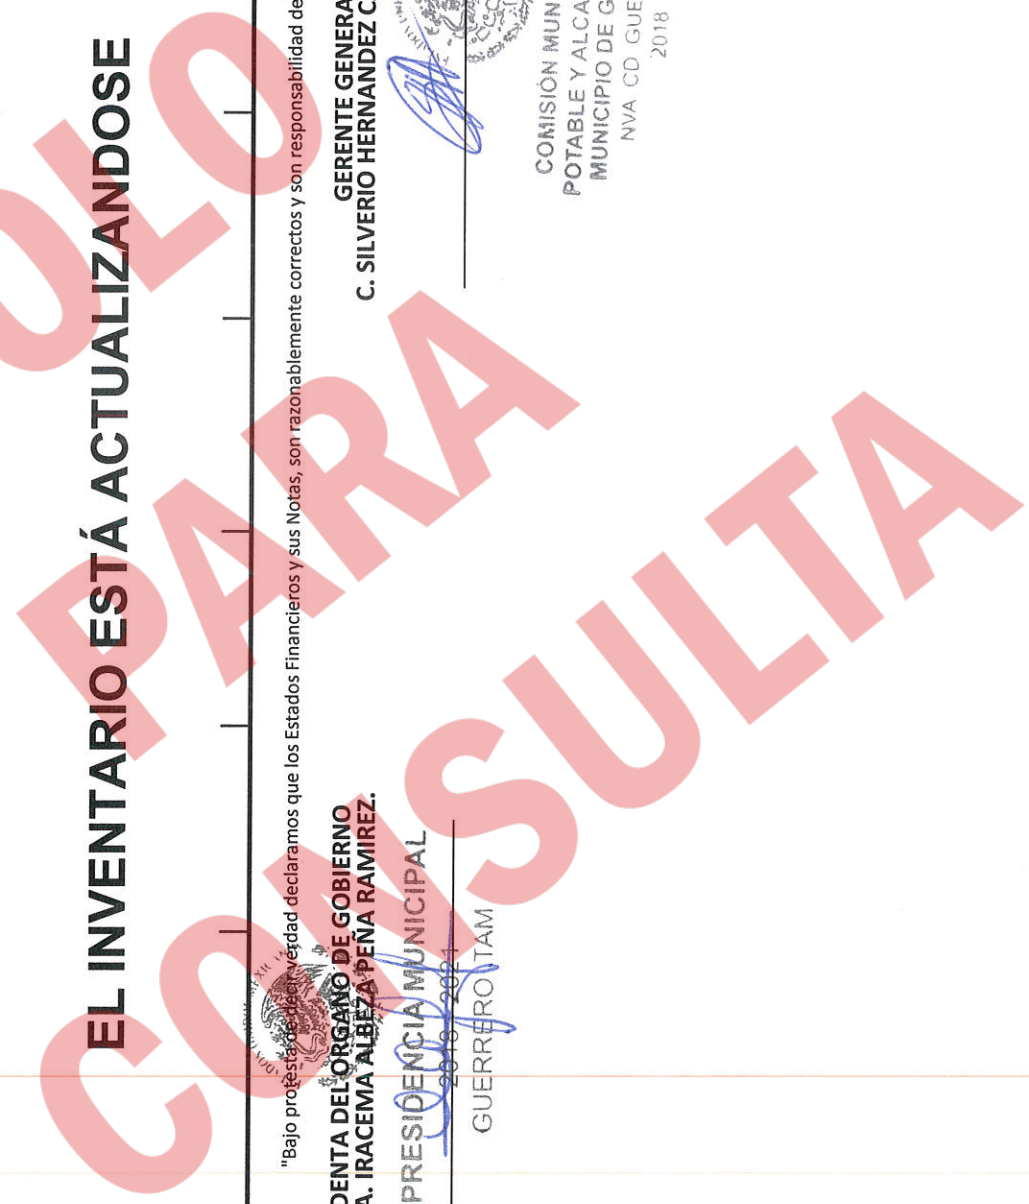 EL INVENTARIO ESTÁ ACTUALIZANDOSE
"Bajo protesta de decir verdad declaramos que los Estados Financieros y sus Notas, son razonablemente correctos y son responsabilidad de
DENTA DEL ORGANO DE GOBIERNO
A. IRACEMA ALBEZA PEÑA RAMIREZ.
PRESIDENCIA MUNICIPAL
2018 2021
GUERRERO, TAM
GERENTE GENERA
C. SILVERIO HERNANDEZ C
COMISIÓN MUN
POTABLE Y ALCA
MUNICIPIO DE G
NVA CD GUE
2018
SOLO
PARA
CONSULTA